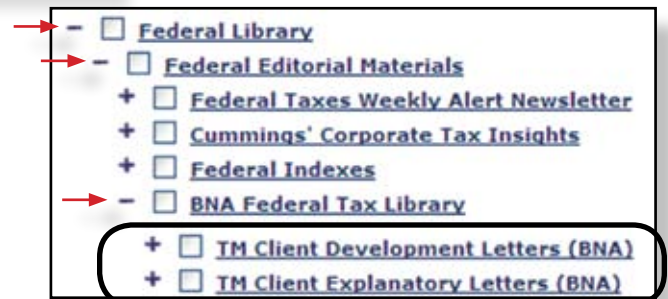 − Federal Library
− Federal Editorial Materials
+ Federal Taxes Weekly Alert Newsletter
+ Cummings' Corporate Tax Insights
+ Federal Indexes
− BNA Federal Tax Library
+ TM Client Development Letters (BNA)
+ TM Client Explanatory Letters (BNA)